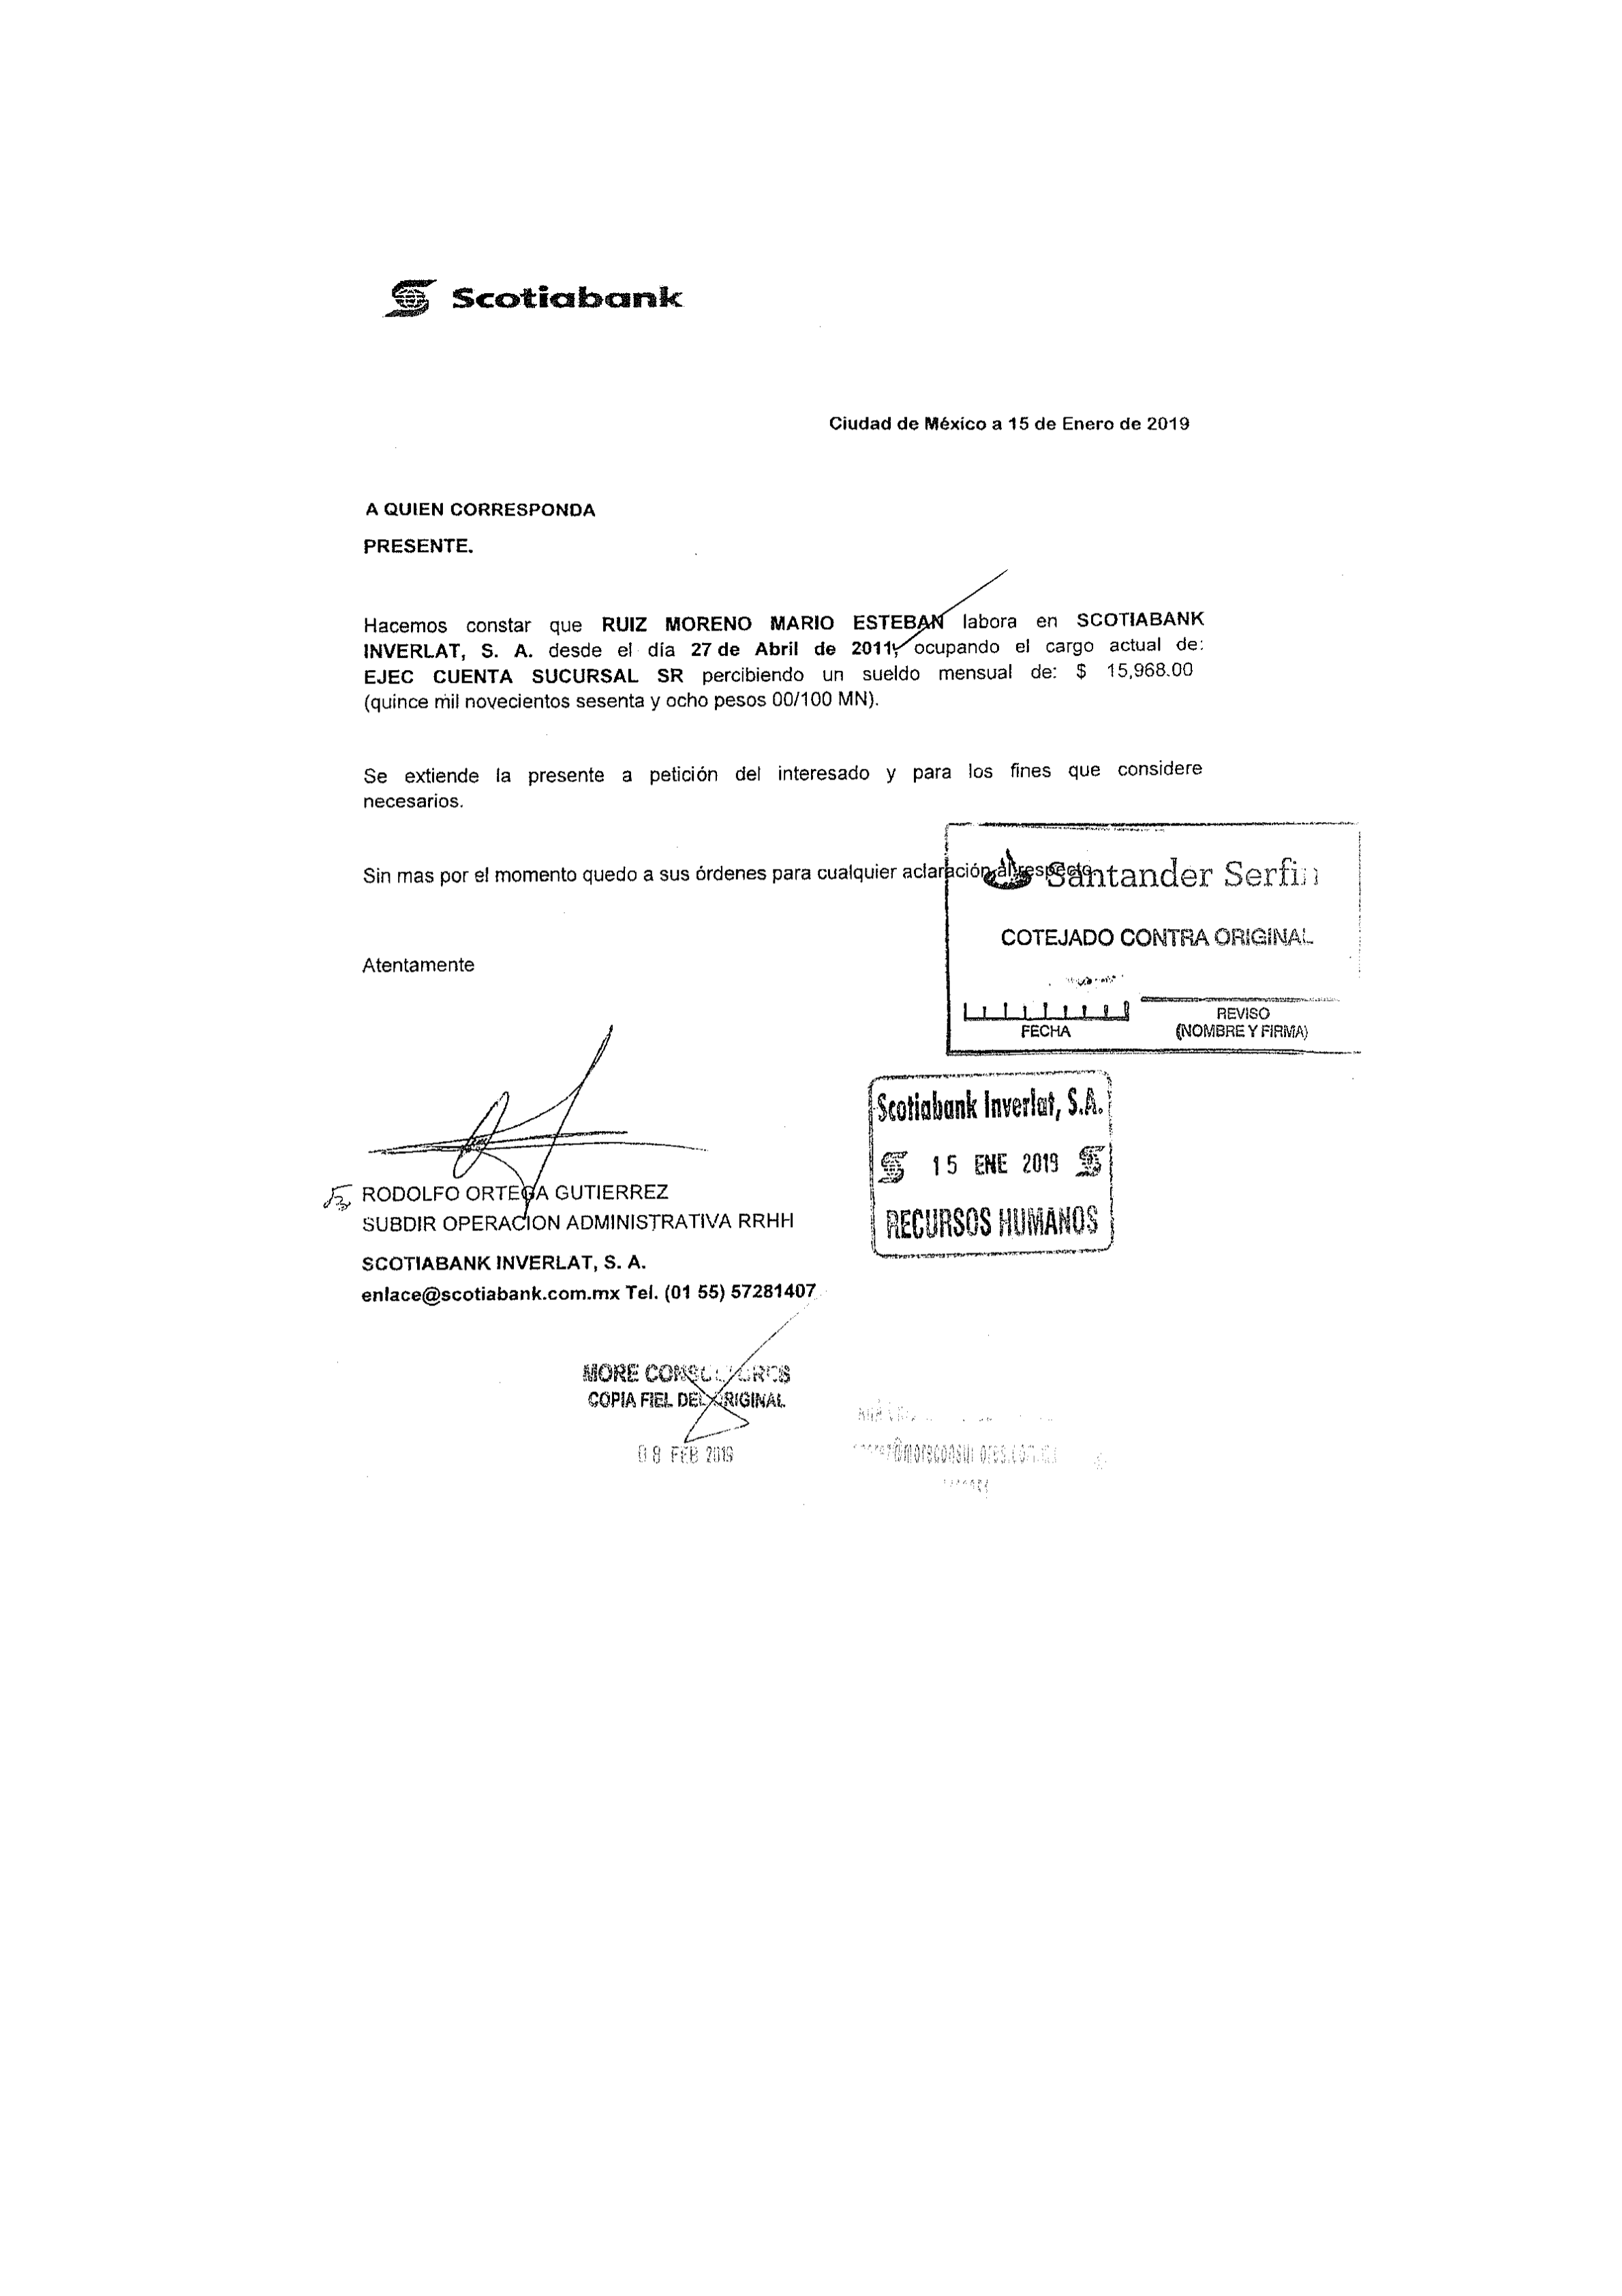 Scotiabank
Ciudad de México a 15 de Enero de 2019
A QUIEN CORRESPONDA
PRESENTE.
Hacemos constar que RUIZ MORENO MARIO ESTEBAN labora en SCOTIABANK
INVERLAT, S. A. desde el día 27 de Abril de 2011, ocupando el cargo actual de:
EJEC CUENTA SUCURSAL SR percibiendo un sueldo mensual de: $ 15,968.00
(quince mil novecientos sesenta y ocho pesos 00/100 MN).
Se extiende la presente a petición del interesado y para los fines que considere
necesarios.
Sin mas por el momento quedo a sus órdenes para cualquier aclaración al respecto
Santander Serfin
COTEJADO CONTRA ORIGINAL
Atentamente
FECHA
REVISO
(NOMBRE Y FIRMA)
Scotiabank Inverlat, S.A.
15 ENE 2019
RECURSOS HUMANOS
RODOLFO ORTEGA GUTIERREZ
SUBDIR OPERACION ADMINISTRATIVA RRHH
SCOTIABANK INVERLAT, S. A.
enlace@scotiabank.com.mx Tel. (01 55) 57281407
MORE CONSULTORES
COPIA FIEL DEL ORIGINAL
08 FEB 2019